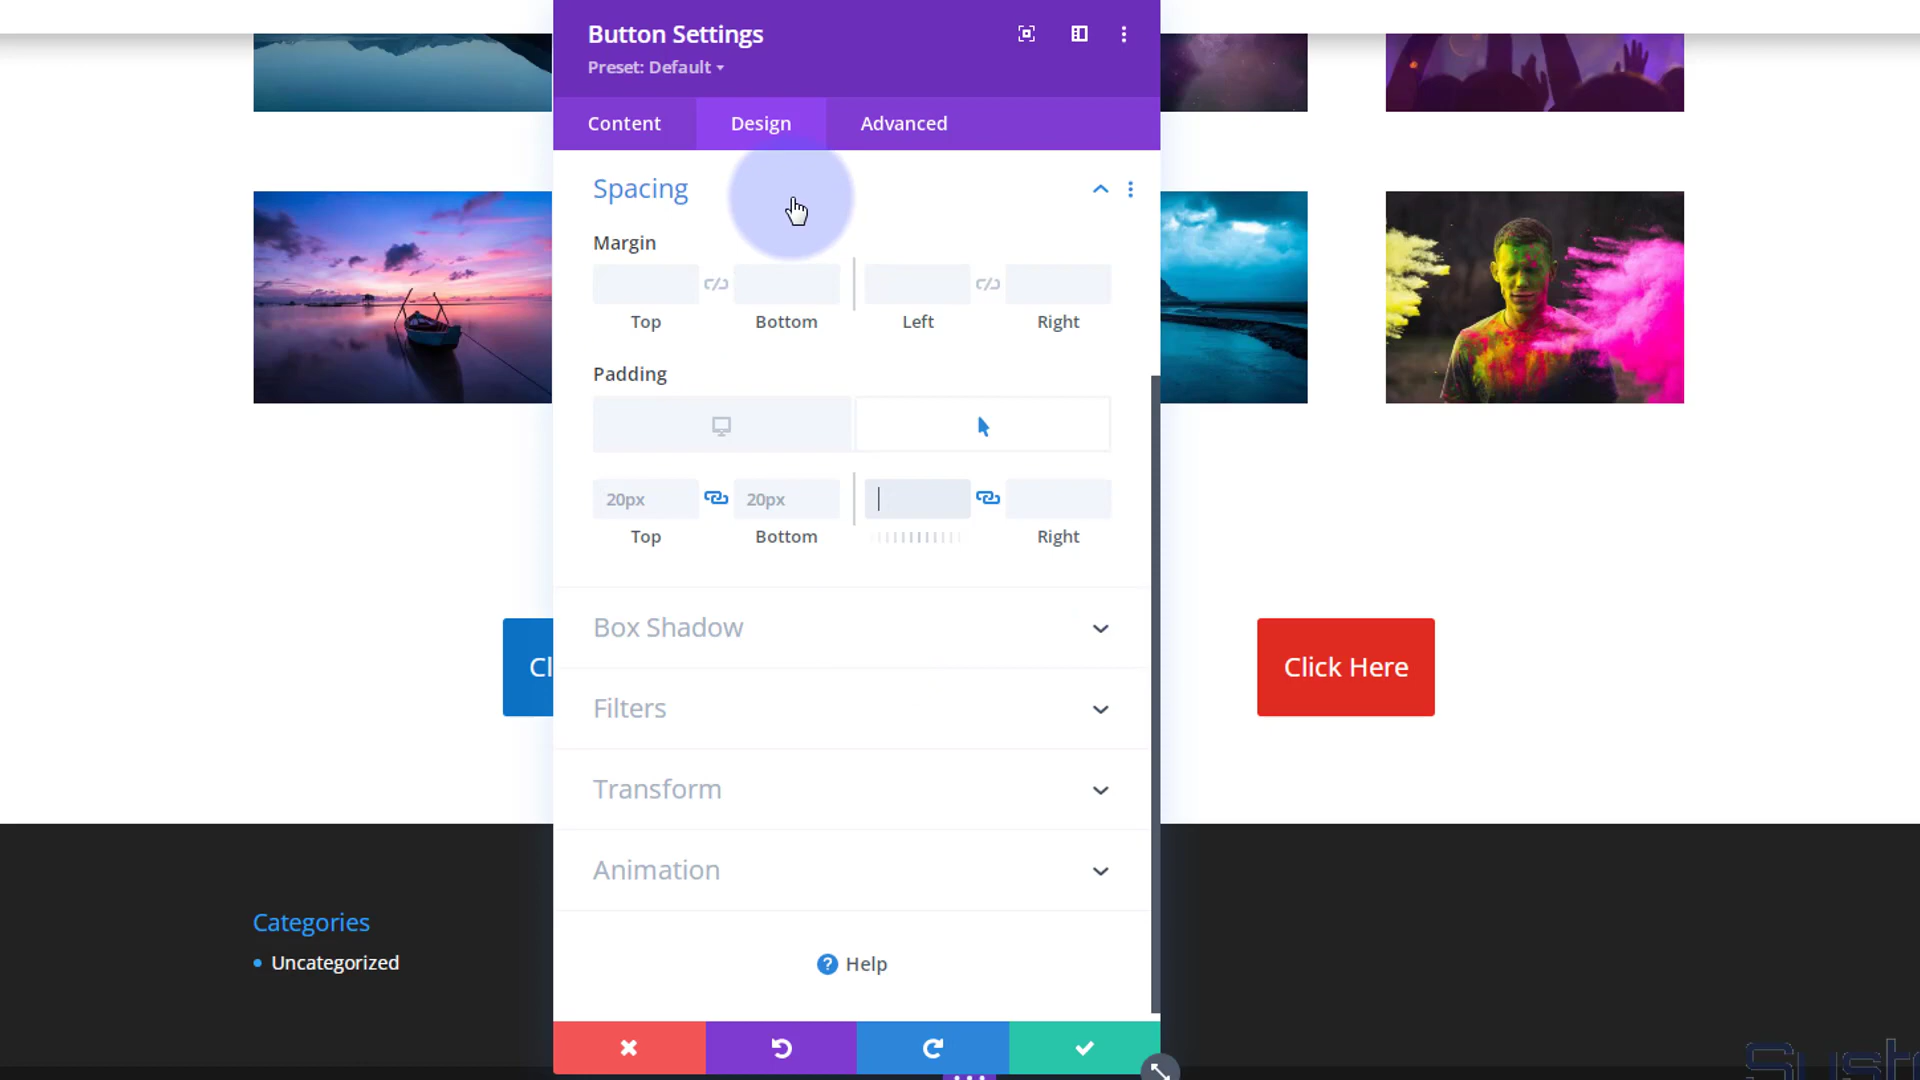 Button Settings
Preset: Default
Content Design Advanced
Spacing
Margin
Top Bottom Left Right
Padding
20px 20px
Top Bottom Right
Box Shadow
Cl
Click Here
Filters
Transform
Animation
Categories
Uncategorized
? Help